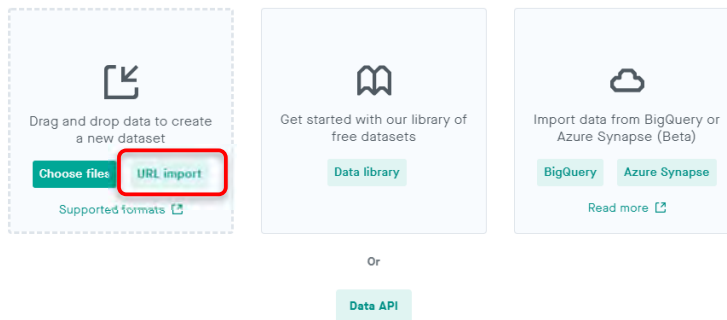 Drag and drop data to create
a new dataset
Choose files
URL import
Supported formats
Get started with our library of
free datasets
Data library
Import data from BigQuery or
Azure Synapse (Beta)
BigQuery
Azure Synapse
Read more
Or
Data API